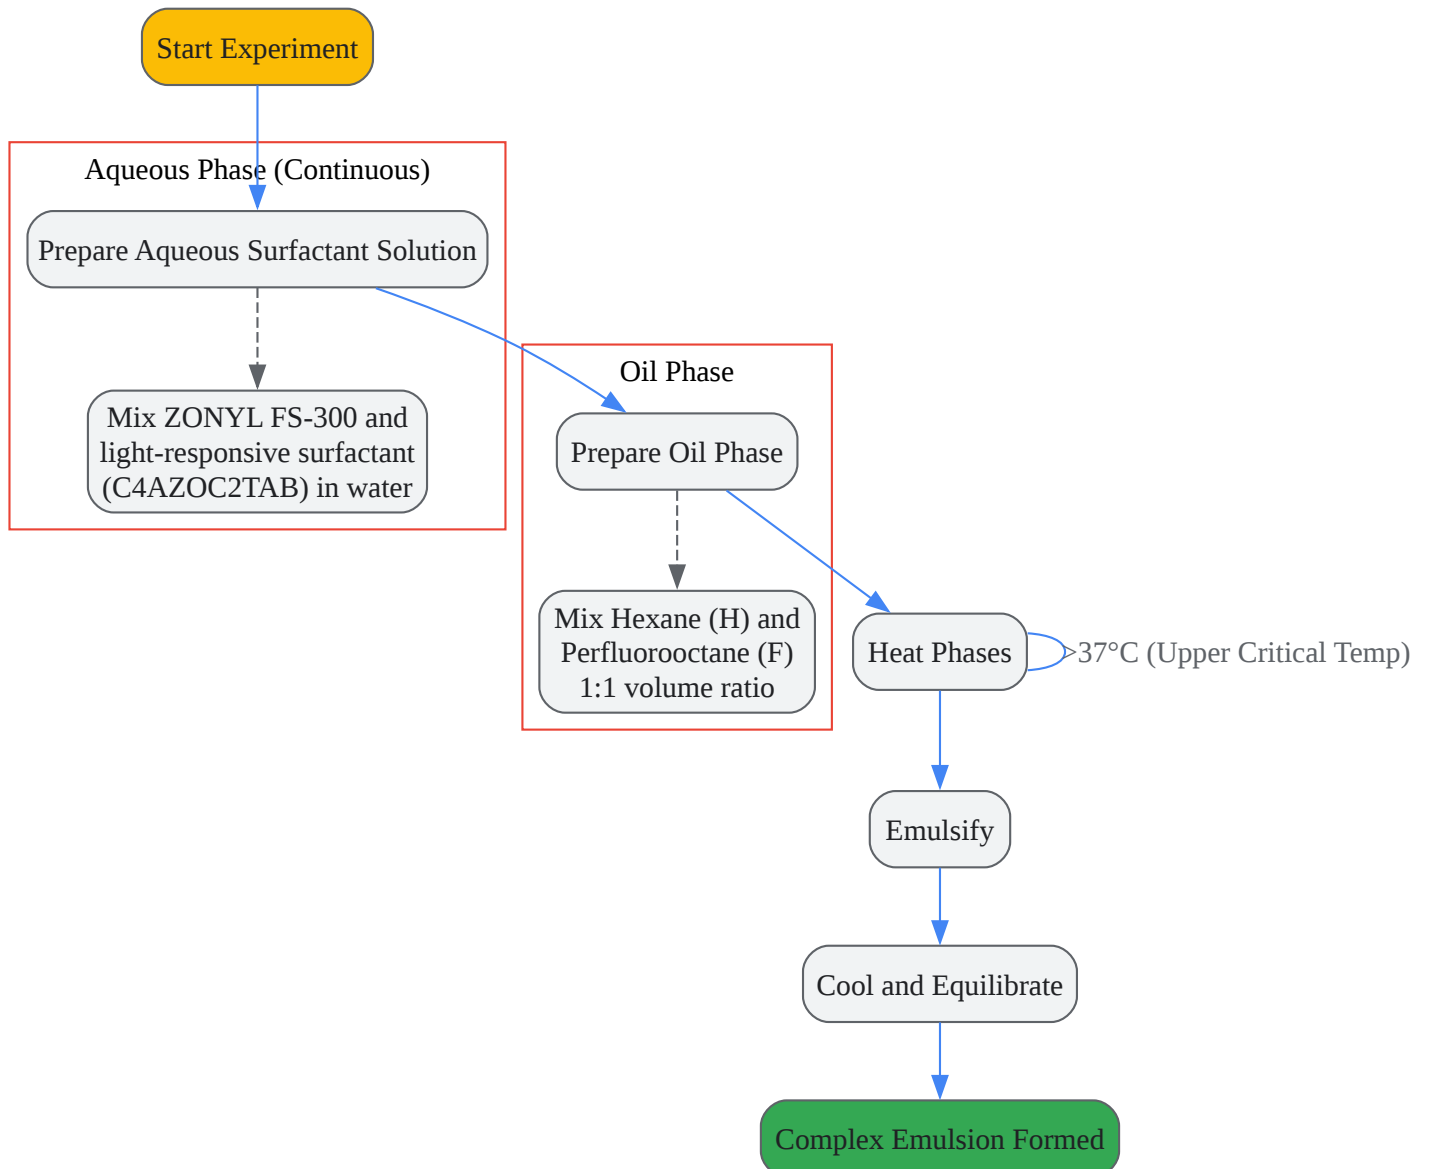 Start Experiment
Aqueous Phase (Continuous)
Prepare Aqueous Surfactant Solution
Mix ZONYL FS-300 and
light-responsive surfactant
(C4AZOC2TAB) in water
Oil Phase
Prepare Oil Phase
Mix Hexane (H) and
Perfluorooctane (F)
1:1 volume ratio
Heat Phases
>37°C (Upper Critical Temp)
Emulsify
Cool and Equilibrate
Complex Emulsion Formed